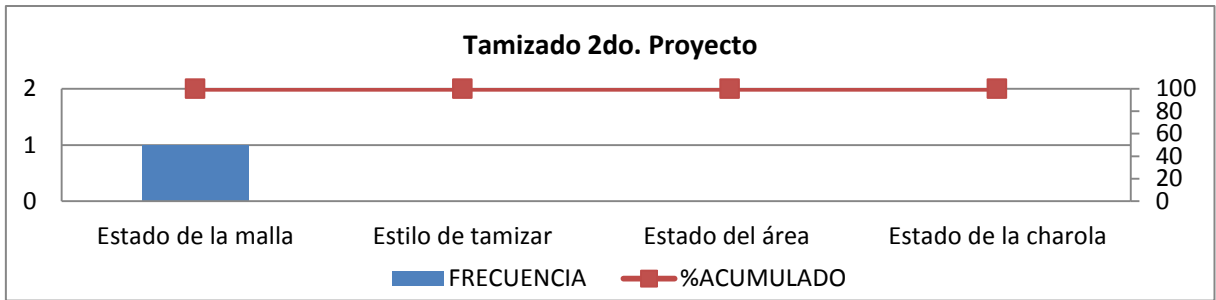 Tamizado 2do. Proyecto
2
1
0
100
80
60
40
20
0
Estado de la malla
Estilo de tamizar
Estado del área
Estado de la charola
FRECUENCIA
%ACUMULADO